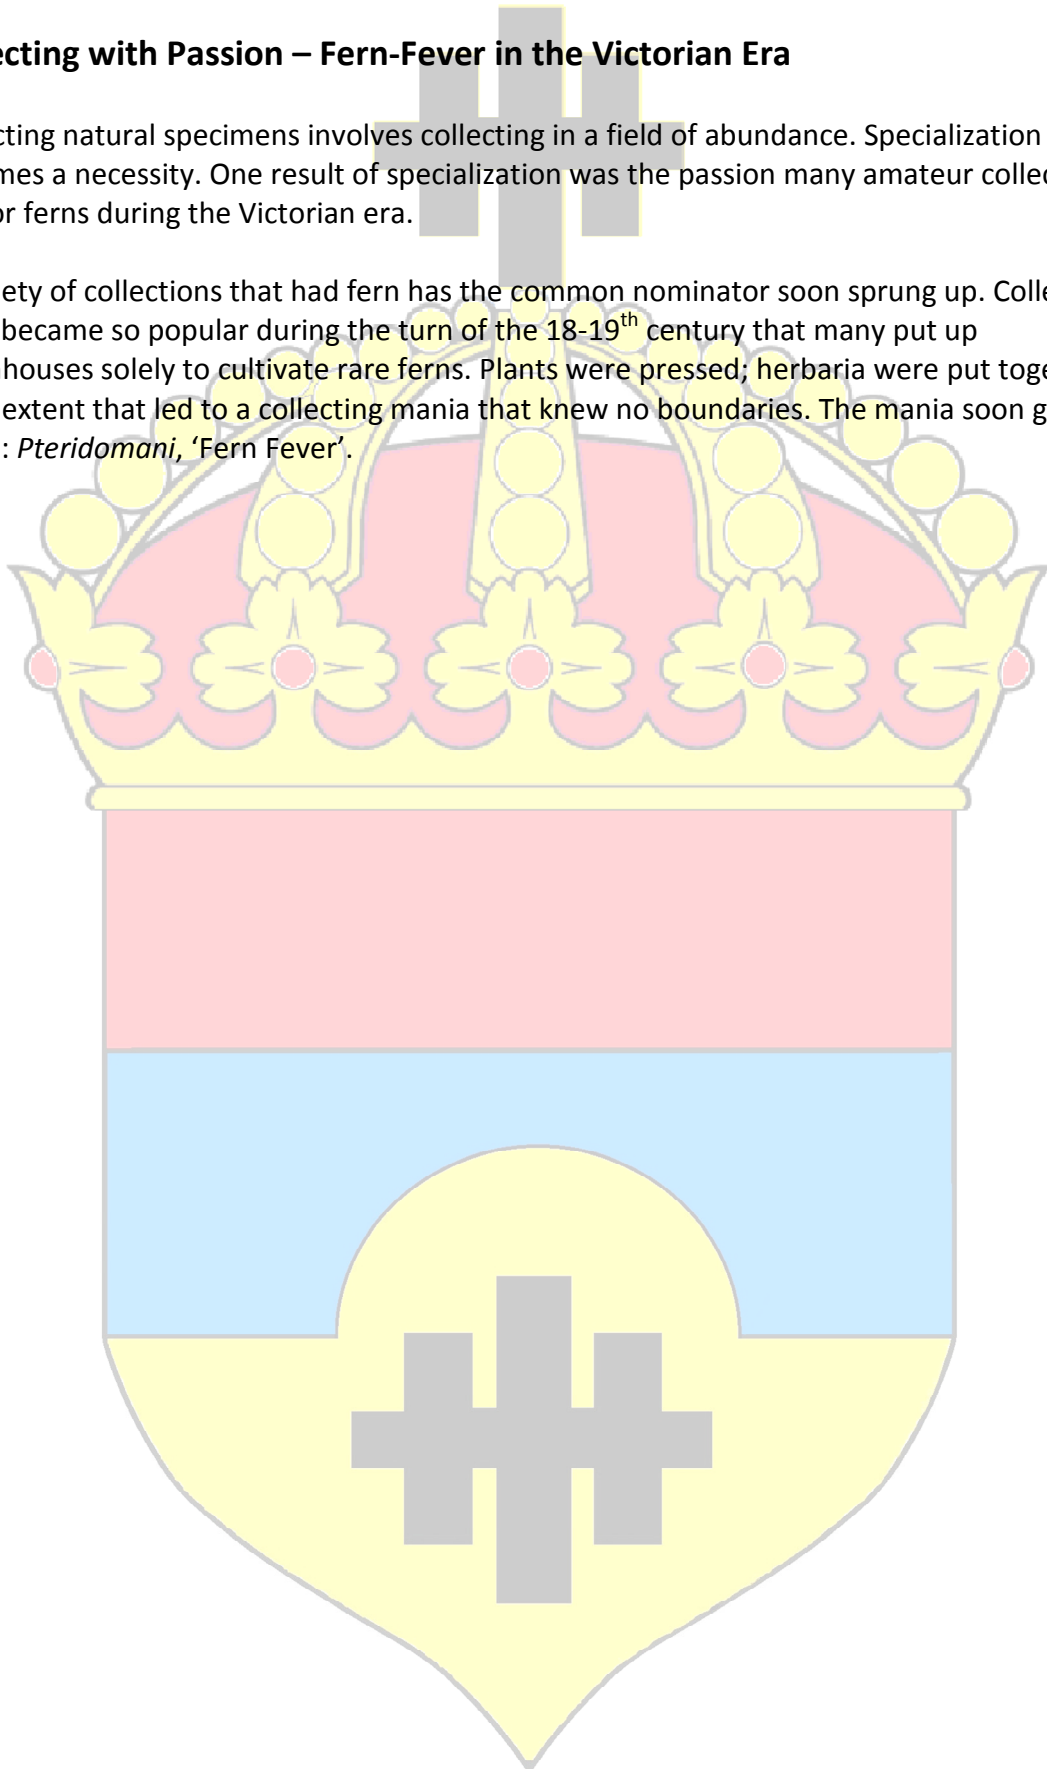 ecting with Passion – Fern-Fever in the Victorian Era
cting natural specimens involves collecting in a field of abundance. Specialization
mes a necessity. One result of specialization was the passion many amateur collec
or ferns during the Victorian era.
ety of collections that had fern has the common nominator soon sprung up. Colle
became so popular during the turn of the 18-19th century that many put up
houses solely to cultivate rare ferns. Plants were pressed; herbaria were put toge
extent that led to a collecting mania that knew no boundaries. The mania soon g
: Pteridomani, ‘Fern Fever’.